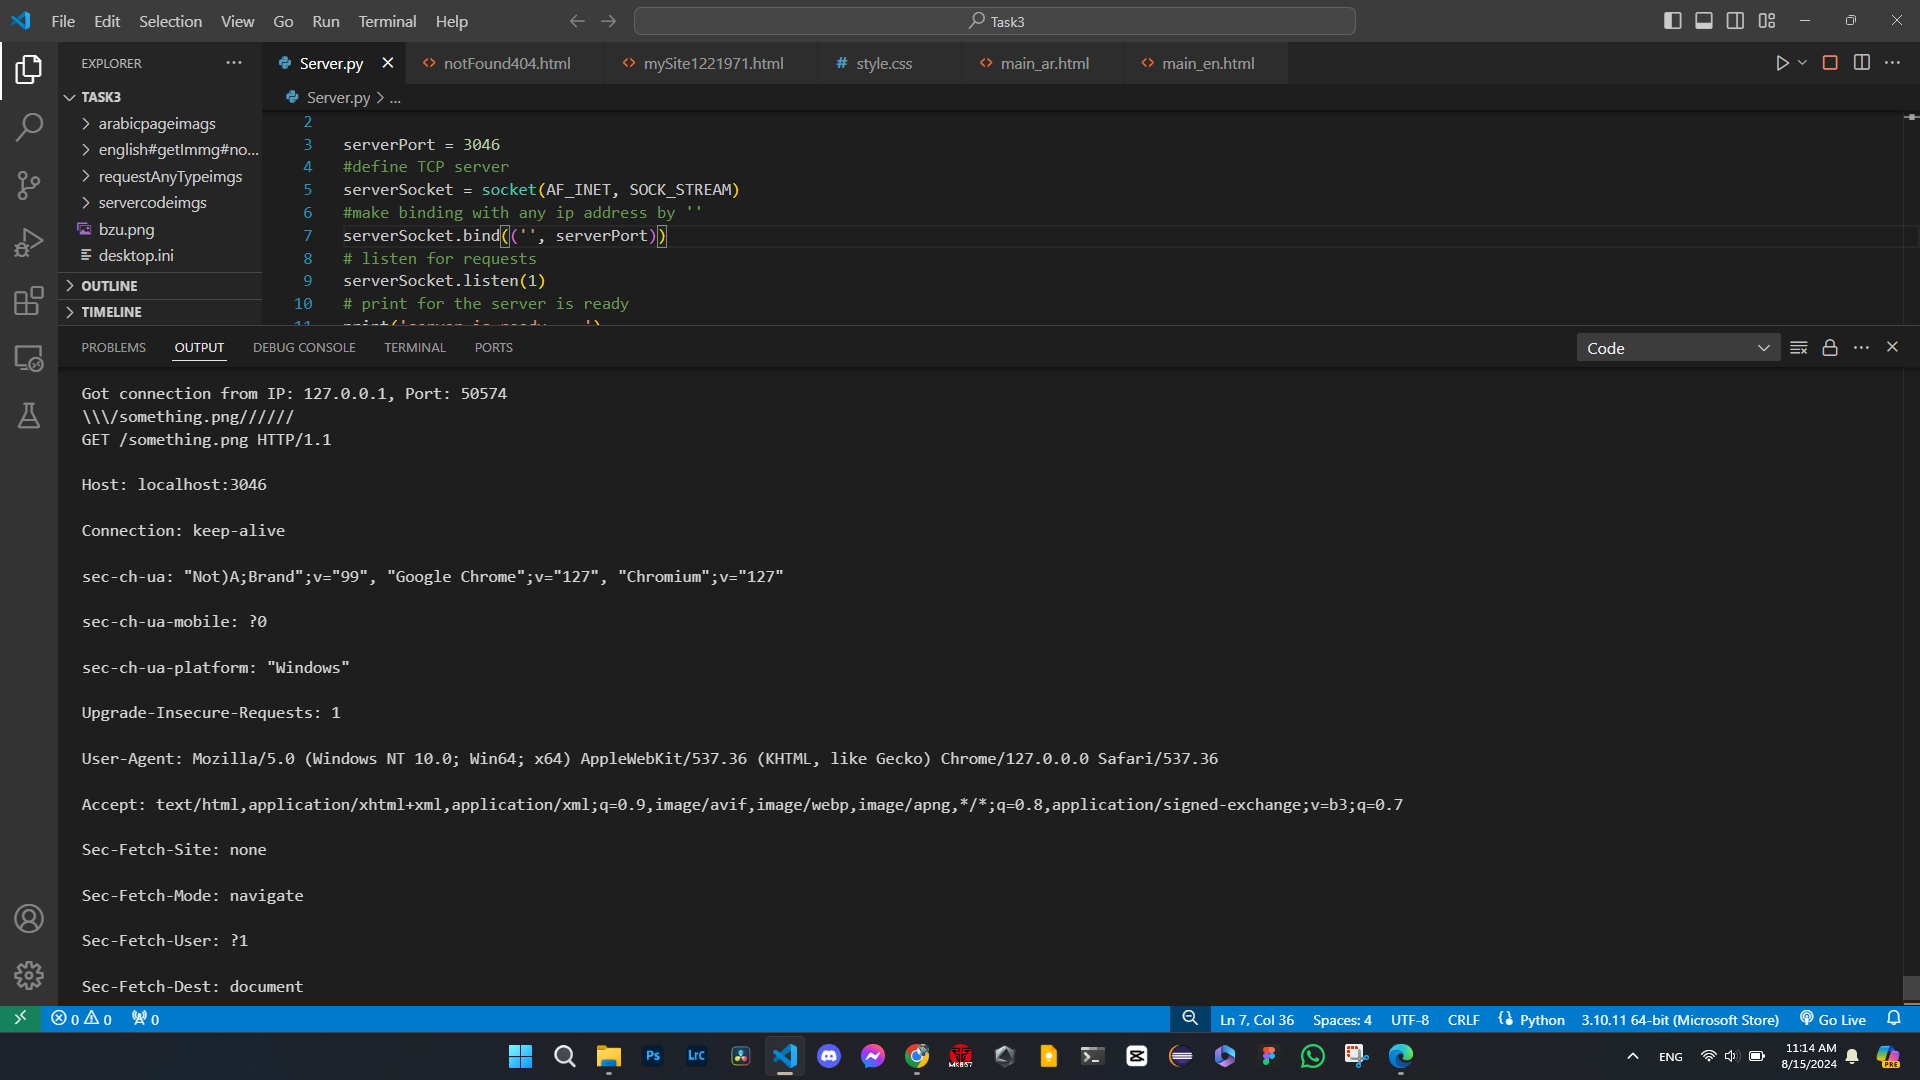 File Edit Selection View Go Run Terminal Help
Task3
EXPLORER
Server.py
notFound404.html
mySite1221971.html
# style.css
main_ar.html
main_en.html
TASK3
arabicpageimags
english#getImmg#no...
requestAnyTypeimgs
servercodeimgs
bzu.png
desktop.ini
OUTLINE
TIMELINE
Server.py > ...
2
3 serverPort = 3046
4 #define TCP server
5 serverSocket = socket(AF_INET, SOCK_STREAM)
6 #make binding with any ip address by ''
7 serverSocket.bind(('', serverPort))
8 # listen for requests
9 serverSocket.listen(1)
10 # print for the server is ready
PROBLEMS OUTPUT DEBUG CONSOLE TERMINAL PORTS
Code
Got connection from IP: 127.0.0.1, Port: 50574
\\\/something.png//////
GET /something.png HTTP/1.1
Host: localhost:3046
Connection: keep-alive
sec-ch-ua: "Not)A;Brand";v="99", "Google Chrome";v="127", "Chromium";v="127"
sec-ch-ua-mobile: ?0
sec-ch-ua-platform: "Windows"
Upgrade-Insecure-Requests: 1
User-Agent: Mozilla/5.0 (Windows NT 10.0; Win64; x64) AppleWebKit/537.36 (KHTML, like Gecko) Chrome/127.0.0.0 Safari/537.36
Accept: text/html,application/xhtml+xml,application/xml;q=0.9,image/avif,image/webp,image/apng,*/*;q=0.8,application/signed-exchange;v=b3;q=0.7
Sec-Fetch-Site: none
Sec-Fetch-Mode: navigate
Sec-Fetch-User: ?1
Sec-Fetch-Dest: document
0 0 0
Ln 7, Col 36 Spaces: 4 UTF-8 CRLF Python 3.10.11 64-bit (Microsoft Store) Go Live
Ps
Lrc
ENG
11:14 AM
8/15/2024
PRE